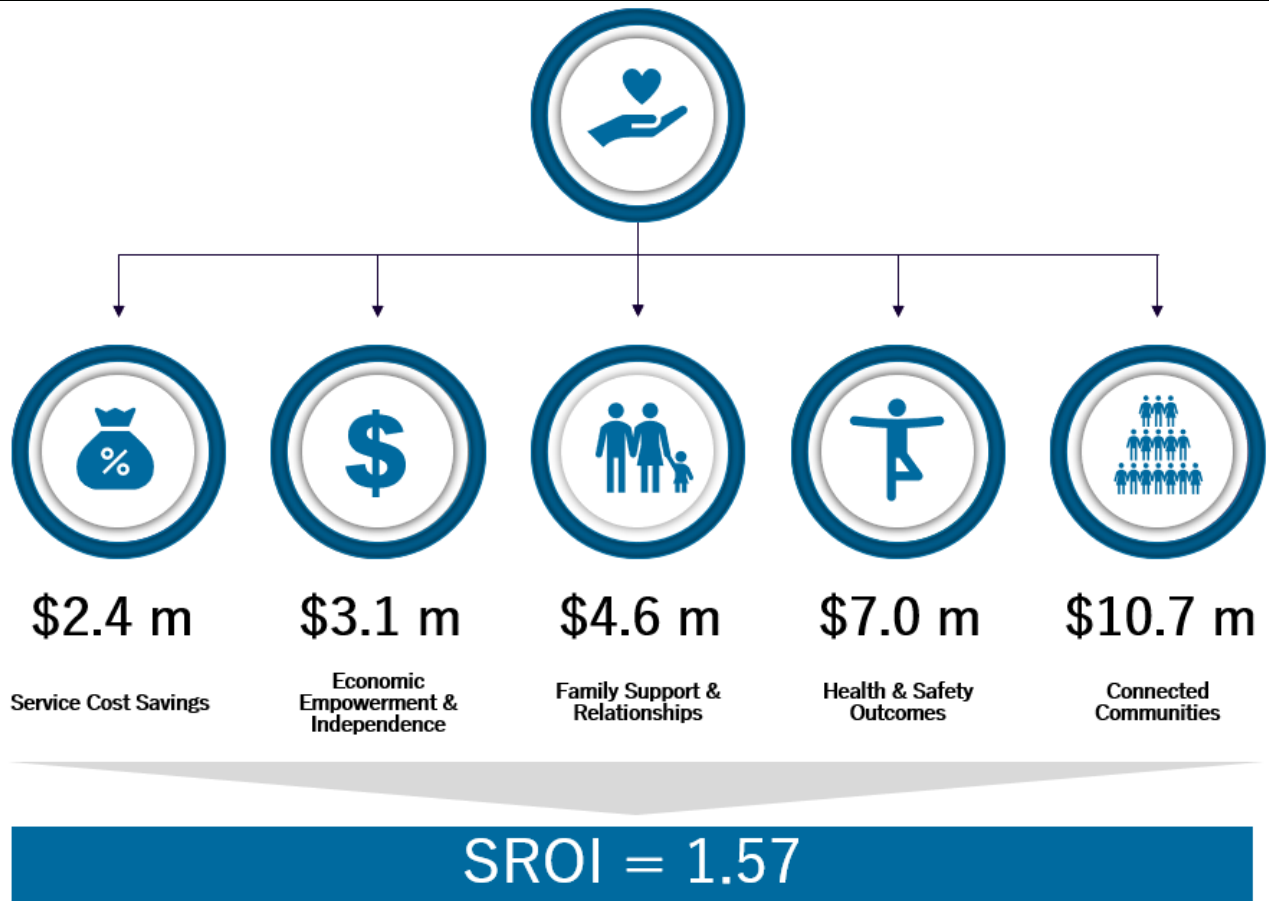 %
$
$2.4 m
$3.1 m
$4.6 m
$7.0 m
$10.7 m
Service Cost Savings
Economic
Empowerment &
Independence
Family Support &
Relationships
Health & Safety
Outcomes
Connected
Communities
SROI = 1.57